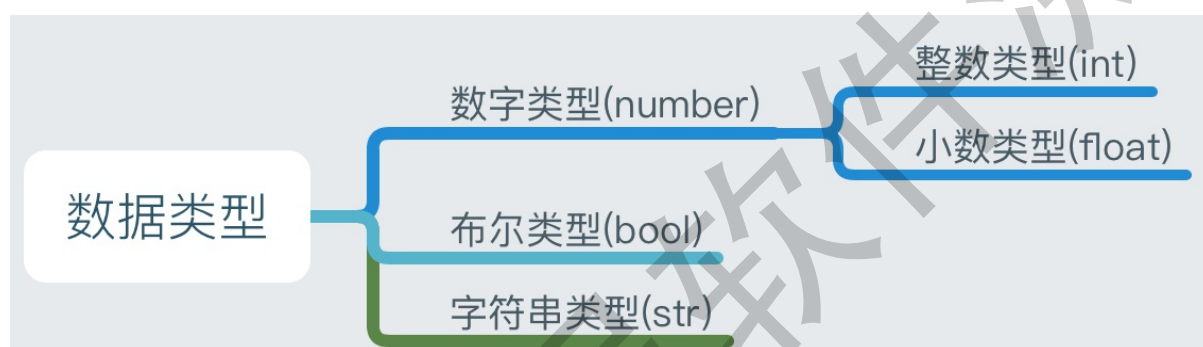 数据类型
数字类型(number)
整数类型(int)
小数类型(float)
布尔类型(bool)
字符串类型(str)